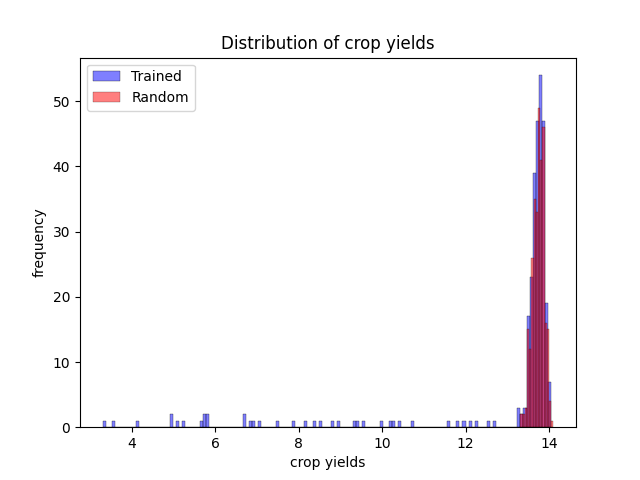 Distribution of crop yields
Trained
Random
frequency
50
40
30
20
10
0
4 6 8 10 12 14
crop yields